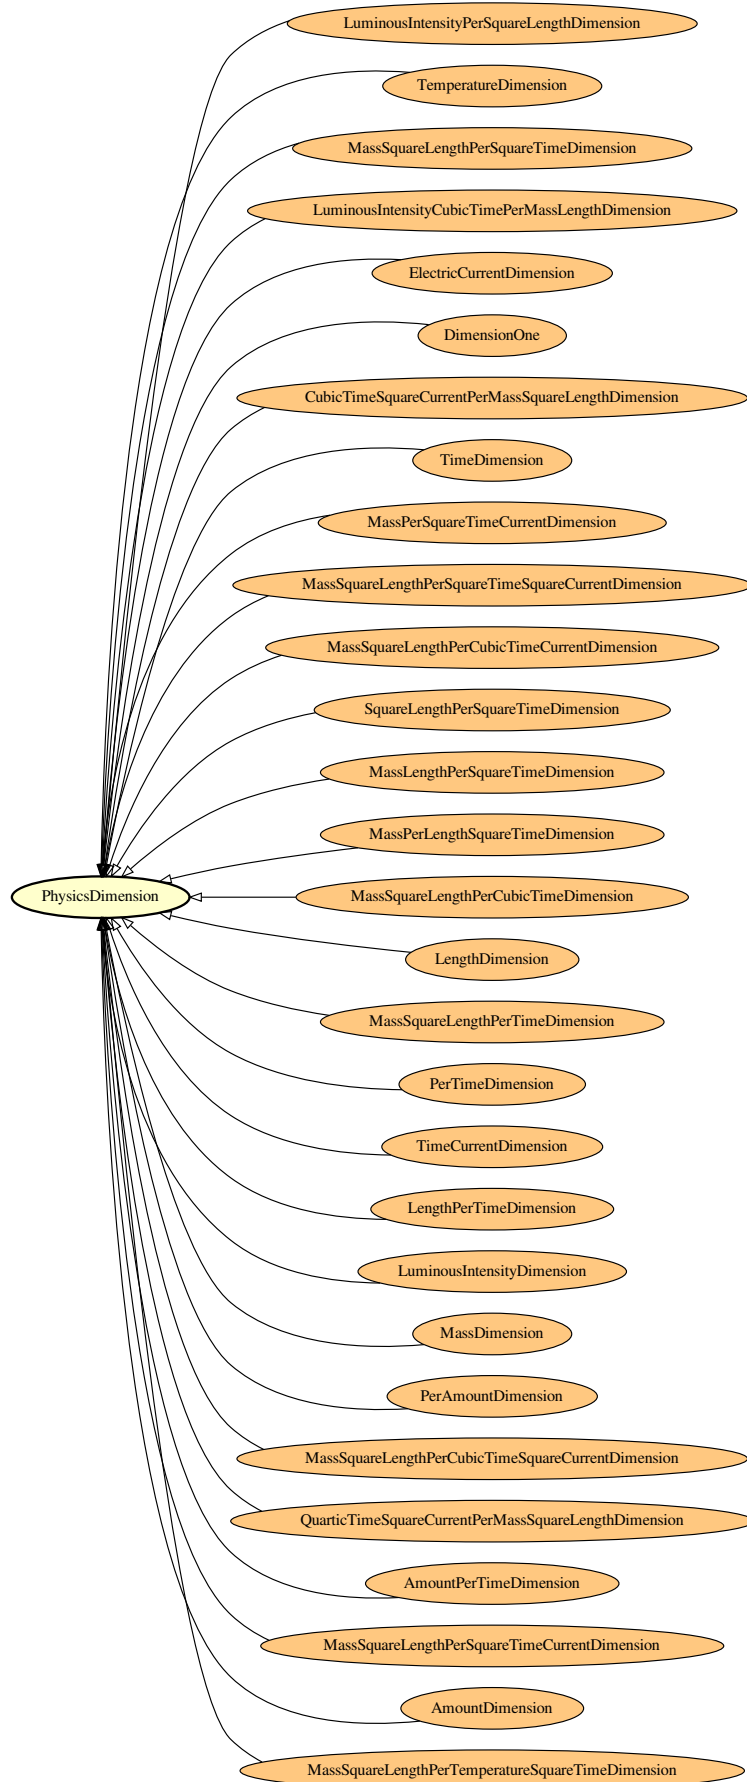 LuminousIntensityPerSquareLengthDimension
TemperatureDimension
MassSquareLengthPerSquareTimeDimension
LuminousIntensityCubicTimePerMassLengthDimension
ElectricCurrentDimension
DimensionOne
CubicTimeSquareCurrentPerMassSquareLengthDimension
TimeDimension
MassPerSquareTimeCurrentDimension
MassSquareLengthPerSquareTimeSquareCurrentDimension
MassSquareLengthPerCubicTimeCurrentDimension
SquareLengthPerSquareTimeDimension
MassLengthPerSquareTimeDimension
MassPerLengthSquareTimeDimension
PhysicsDimension
MassSquareLengthPerCubicTimeDimension
LengthDimension
MassSquareLengthPerTimeDimension
PerTimeDimension
TimeCurrentDimension
LengthPerTimeDimension
LuminousIntensityDimension
MassDimension
PerAmountDimension
MassSquareLengthPerCubicTimeSquareCurrentDimension
QuarticTimeSquareCurrentPerMassSquareLengthDimension
AmountPerTimeDimension
MassSquareLengthPerSquareTimeCurrentDimension
AmountDimension
MassSquareLengthPerTemperatureSquareTimeDimension